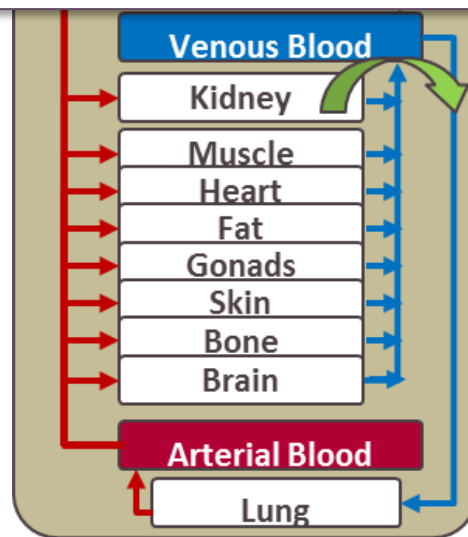 Venous Blood
Kidney
Muscle
Heart
Fat
Gonads
Skin
Bone
Brain
Arterial Blood
Lung